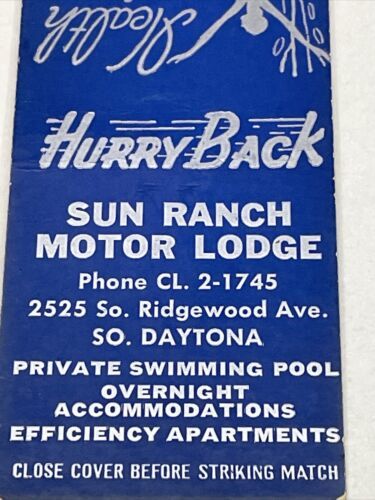 Health
HURRY BACK
SUN RANCH
MOTOR LODGE
Phone CL. 2-1745
2525 So. Ridgewood Ave.
SO. DAYTONA
PRIVATE SWIMMING POOL
OVERNIGHT
ACCOMMODATIONS
EFFICIENCY APARTMENTS
CLOSE COVER BEFORE STRIKING MATCH